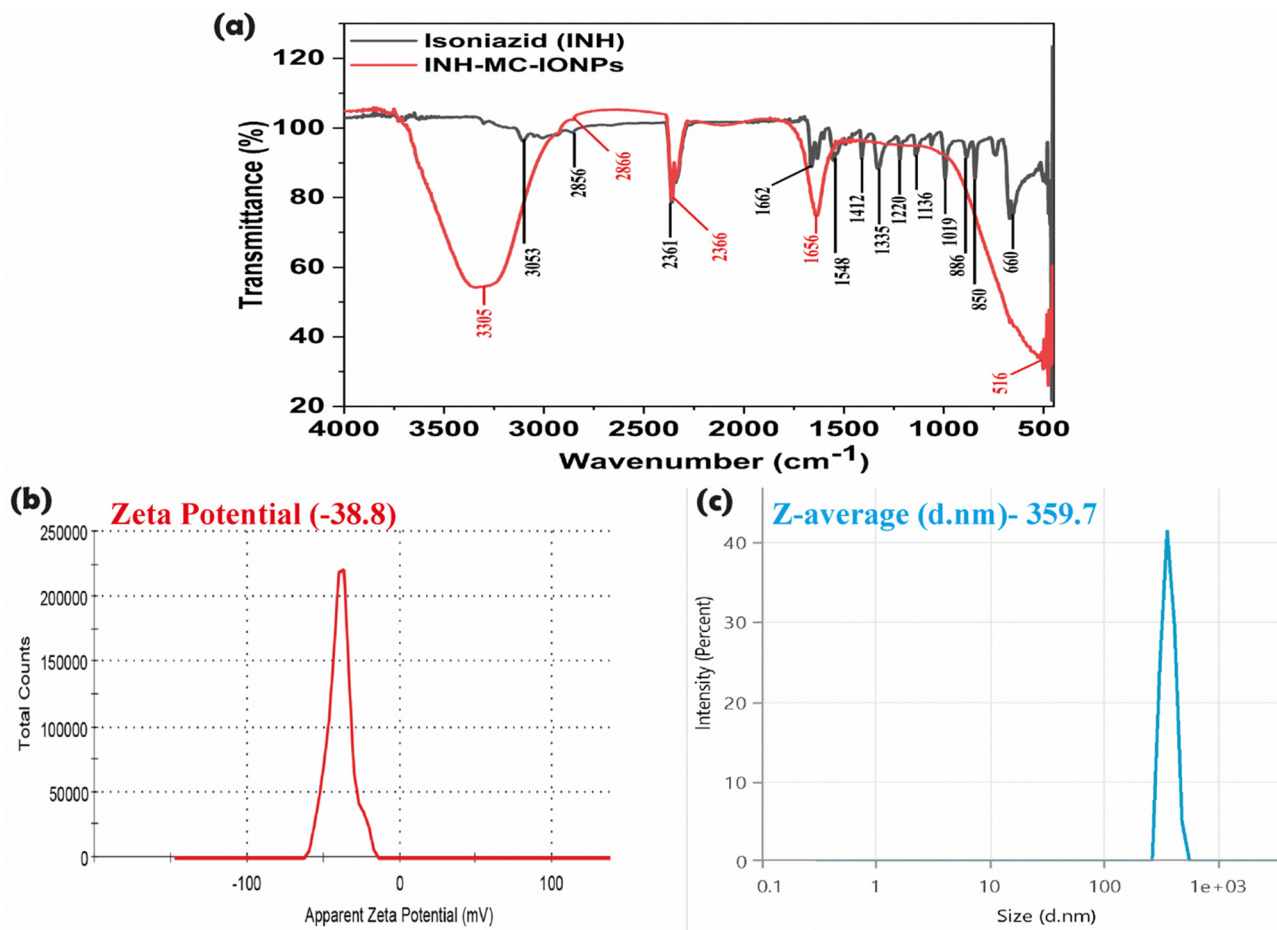 (a)
Isoniazid (INH)
INH-MC-IONPs
Transmittance (%)
120
100
80
60
40
20
3305
3053
2856
2866
2361
2366
1662
1656
1548
1412
1335
1220
1136
1019
886
850
660
516
4000 3500 3000 2500 2000 1500 1000 500
Wavenumber (cm⁻¹)
(b)
Zeta Potential (-38.8)
Total Counts
250000
200000
150000
100000
50000
0
-100 0 100
Apparent Zeta Potential (mV)
(c)
Z-average (d.nm)- 359.7
Intensity (Percent)
40
30
20
10
0
0.1 1 10 100 1e+03
Size (d.nm)